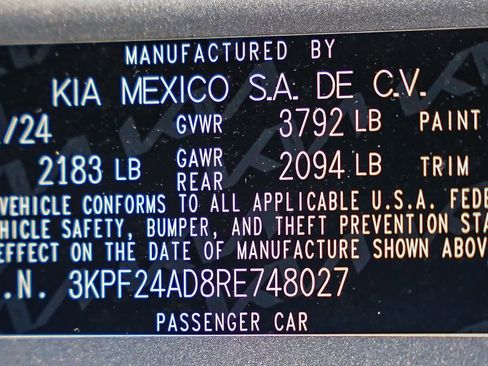 MANUFACTURED BY
KIA MEXICO S.A. DE C.V.
/24 GVWR 3792 LB PAINT
2183 LB GAWR REAR 2094 LB TRIM
VEHICLE CONFORMS TO ALL APPLICABLE U.S.A. FEDE
HICLE SAFETY, BUMPER, AND THEFT PREVENTION STA
EFFECT ON THE DATE OF MANUFACTURE SHOWN ABOV
.N. 3KPF24AD8RE748027
PASSENGER CAR